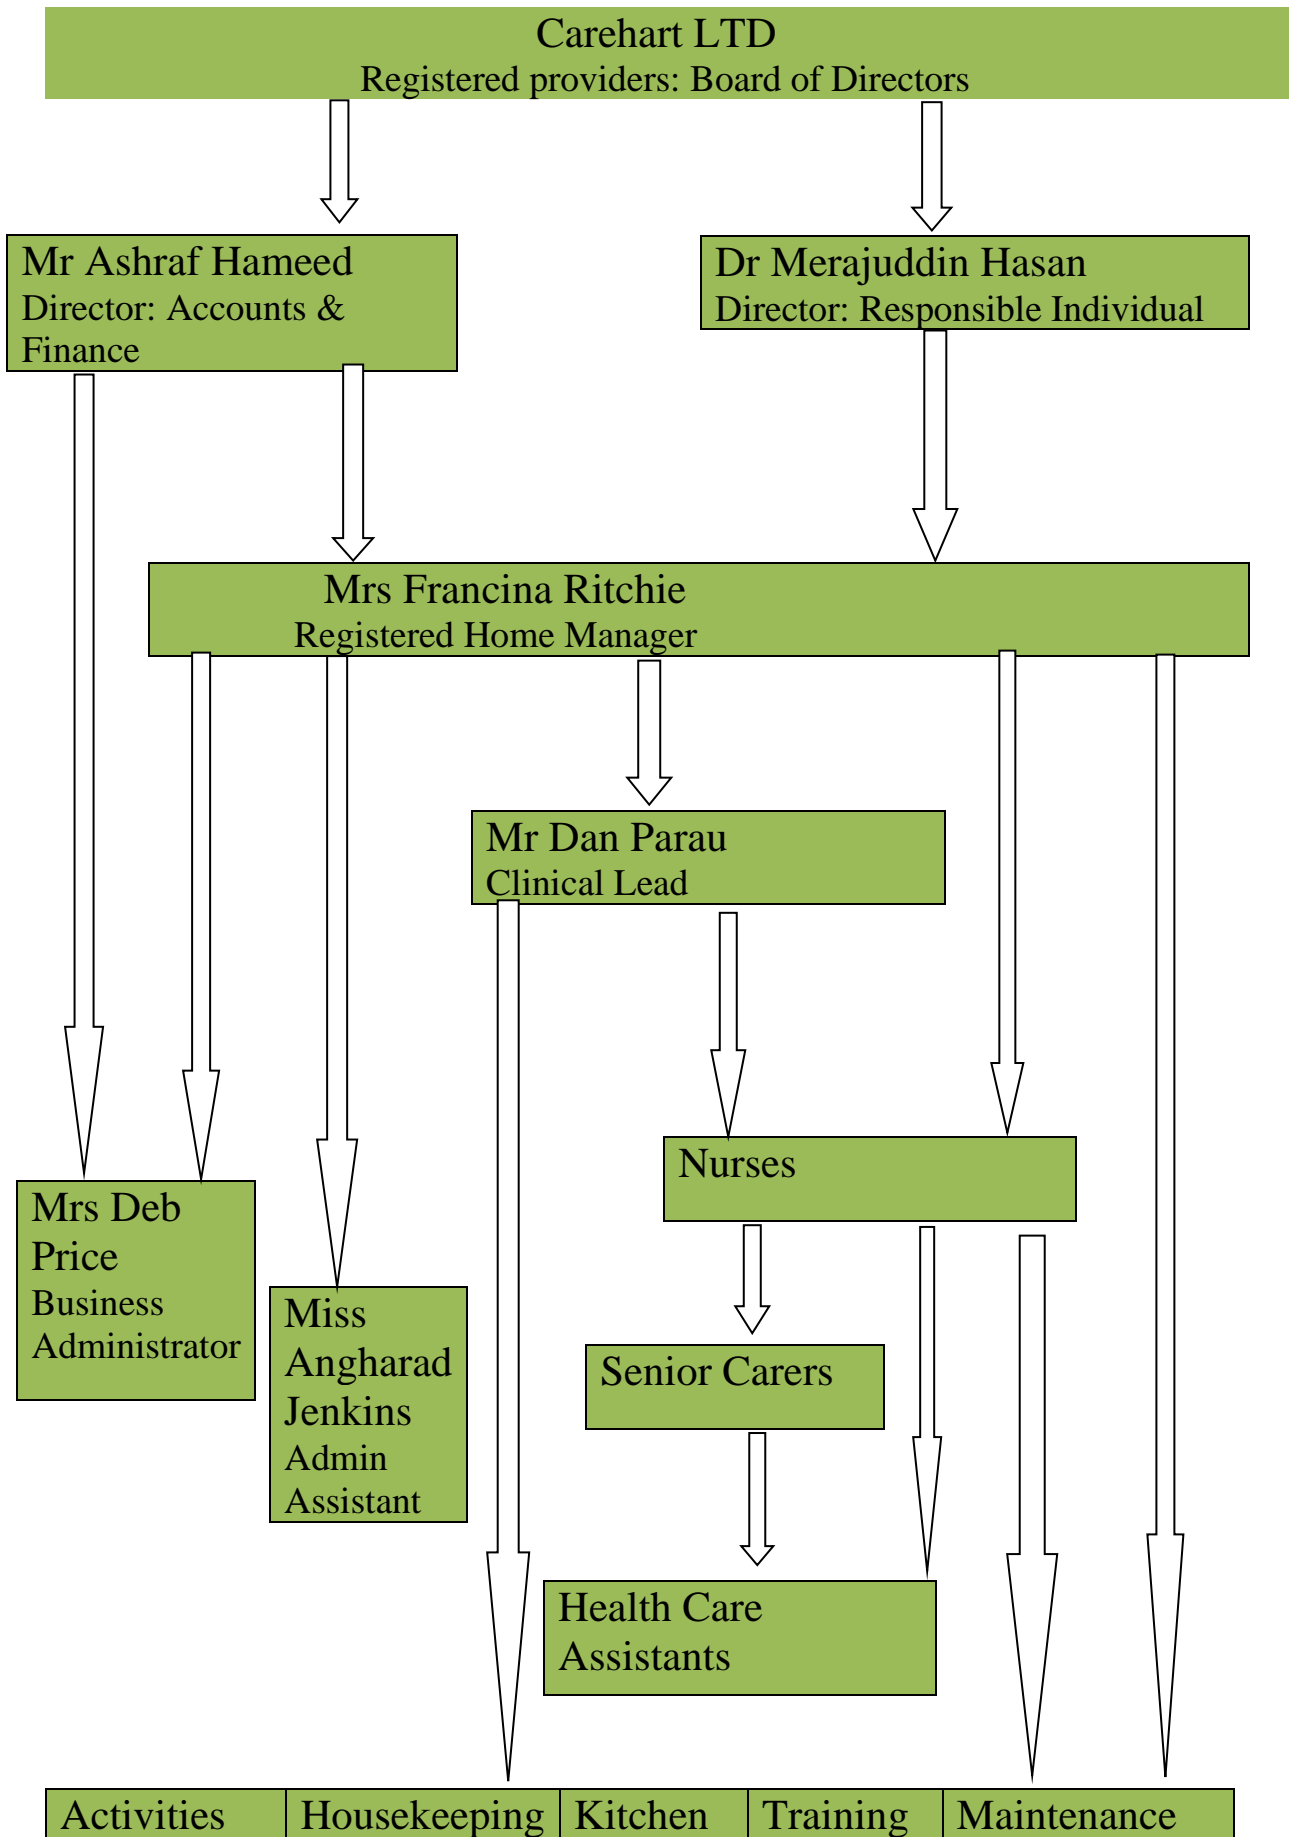 Carehart LTD
Registered providers: Board of Directors
Mr Ashraf Hameed
Director: Accounts &
Finance
Dr Merajuddin Hasan
Director: Responsible Individual
Mrs Francina Ritchie
Registered Home Manager
Mr Dan Parau
Clinical Lead
Nurses
Mrs Deb
Price
Business
Administrator
Miss
Angharad
Jenkins
Admin
Assistant
Senior Carers
Health Care
Assistants
Activities Housekeeping Kitchen Training Maintenance